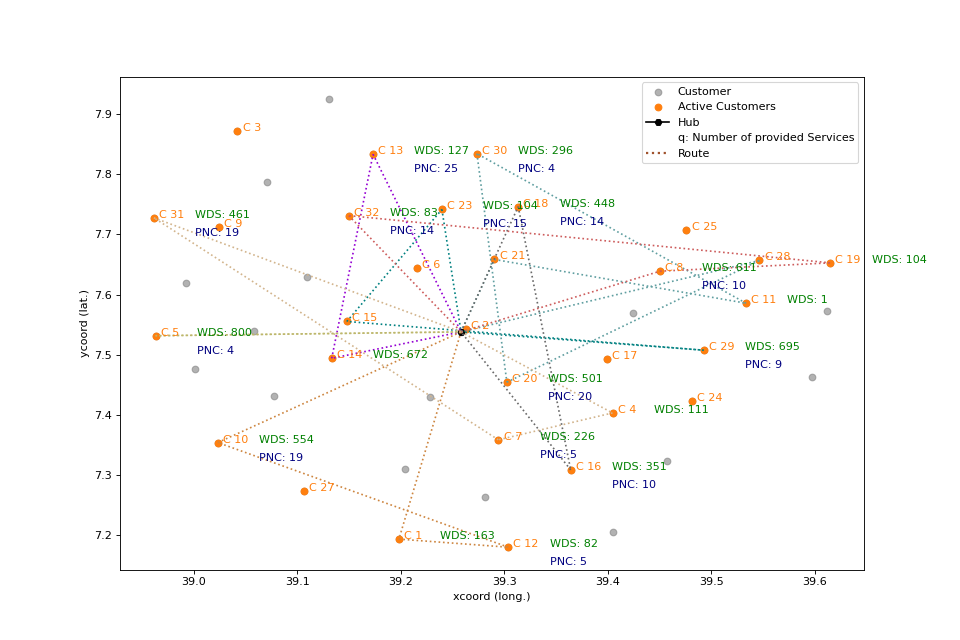 7.9
7.8
7.7
7.6
7.5
7.4
7.3
7.2
ycoord (lat.)
39.0
39.1
39.2
39.3
39.4
39.5
39.6
xcoord (long.)
Customer
Active Customers
Hub
q: Number of provided Services
Route
C 3
C 13 WDS: 127
PNC: 25
C 30 WDS: 296
PNC: 4
C 31 WDS: 461
PNC: 19
C 9
C 32 WDS: 834
PNC: 14
C 23 WDS: 104
PNC: 15
C 18 WDS: 448
PNC: 14
C 25
C 6
C 21
C 8 WDS: 611
PNC: 10
C 28
C 19 WDS: 104
C 11 WDS: 1
C 15
C 2
C 5 WDS: 800
PNC: 4
C 14 WDS: 672
C 17
C 29 WDS: 695
PNC: 9
C 20 WDS: 501
PNC: 20
C 24
C 4 WDS: 111
C 10 WDS: 554
PNC: 19
C 7 WDS: 226
PNC: 5
C 16 WDS: 351
PNC: 10
C 27
C 1 WDS: 163
C 12 WDS: 82
PNC: 5